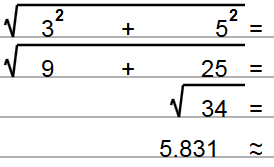 √3² + 5² =
√9 + 25 =
√34 =
5.831 ≈